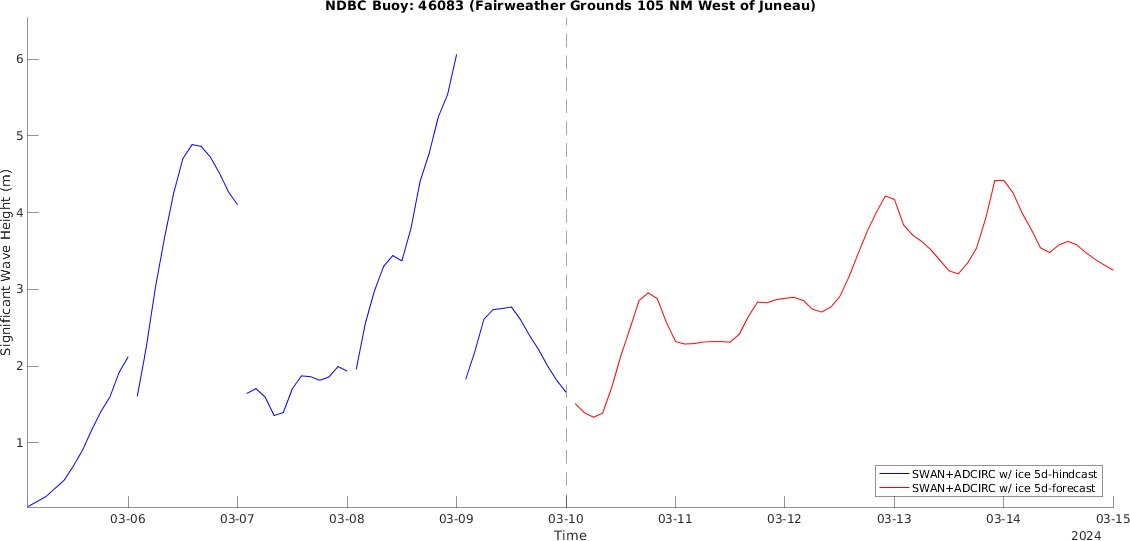 NDBC Buoy: 46083 (Fairweather Grounds 105 NM West of Juneau)
Significant Wave Height (m)
6
5
4
3
2
1
SWAN+ADCIRC w/ ice 5d-hindcast
SWAN+ADCIRC w/ ice 5d-forecast
03-06 03-07 03-08 03-09 03-10 03-11 03-12 03-13 03-14 03-15
Time
2024